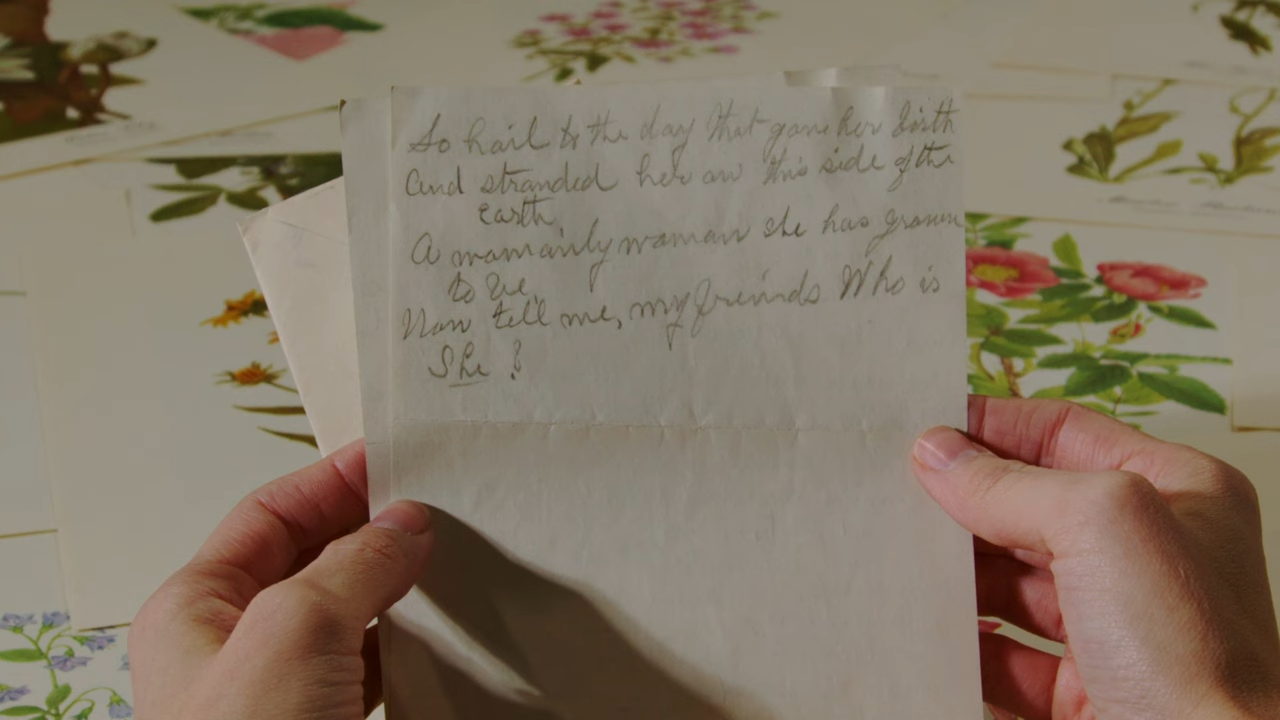 So hail to the day that gave her birth
And stranded her on this side of the
Earth
A womanly woman she has grown
to be
Now tell me, my freinds Who is
She ?